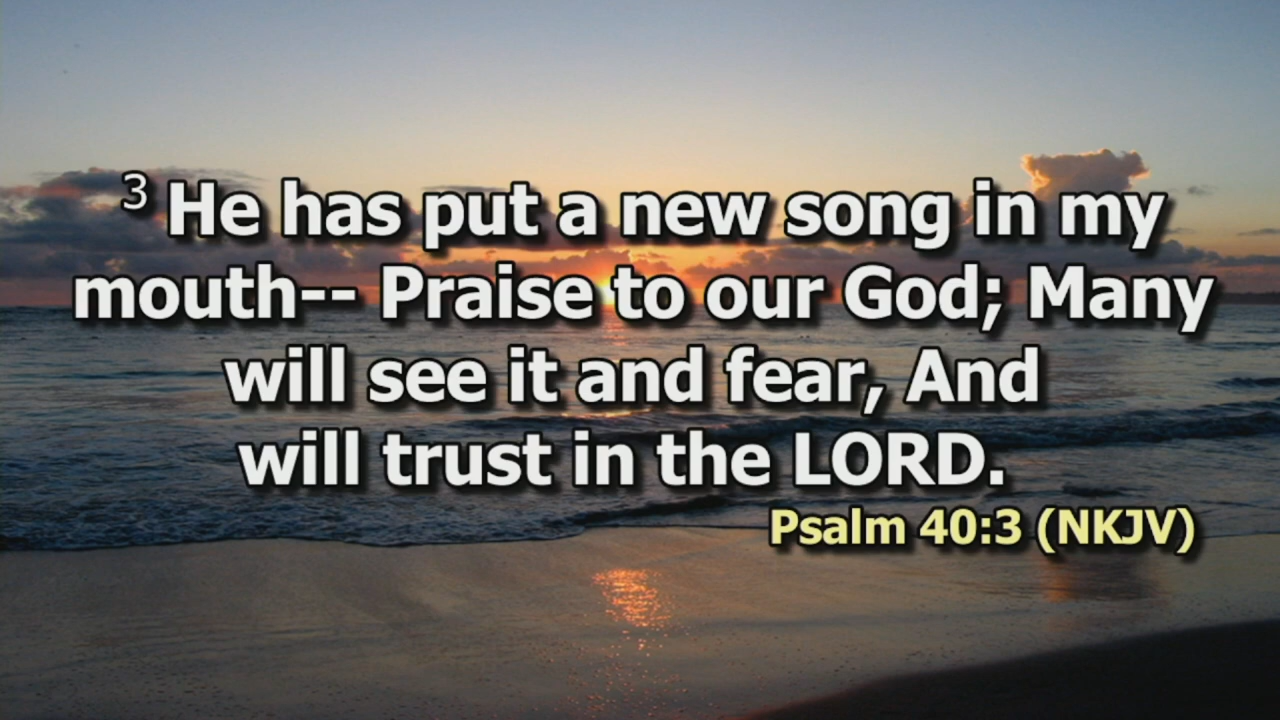 3 He has put a new song in my
mouth-- Praise to our God; Many
will see it and fear, And
will trust in the LORD.
Psalm 40:3 (NKJV)